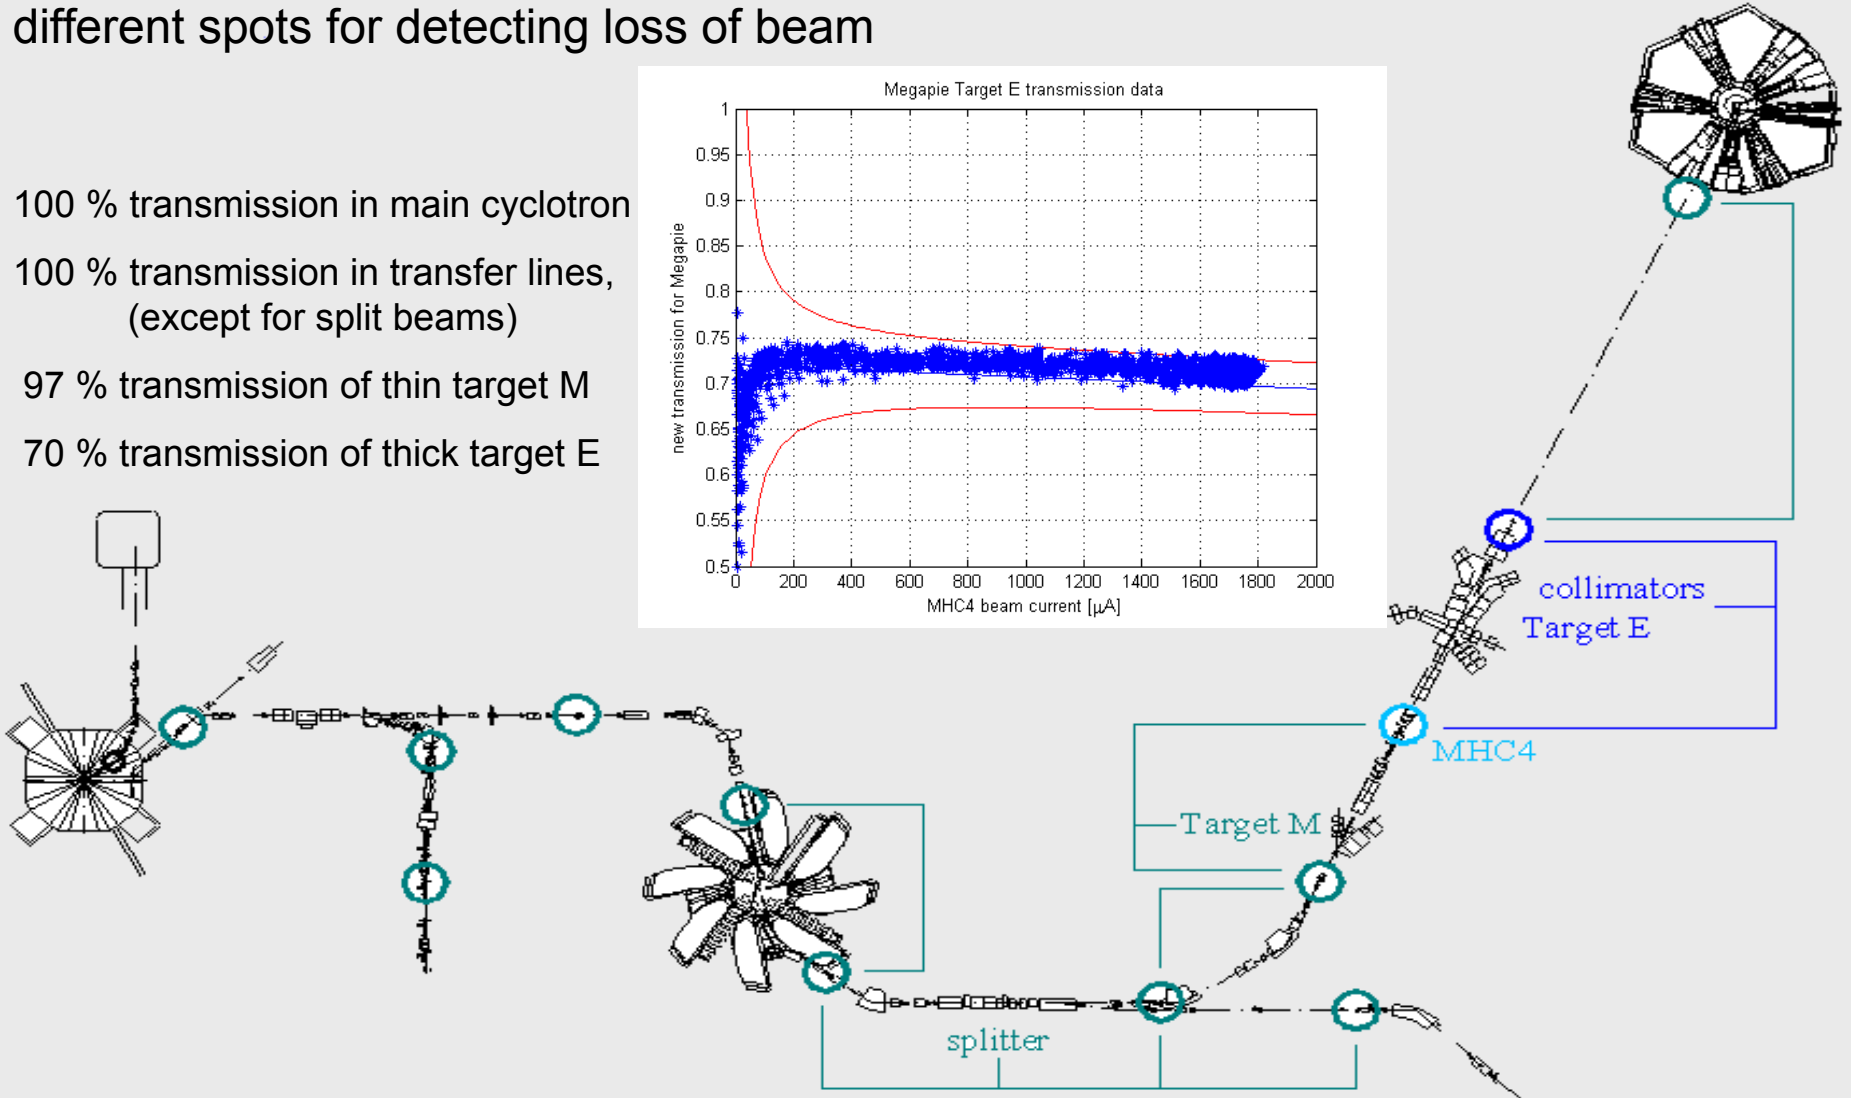 different spots for detecting loss of beam
100 % transmission in main cyclotron
100 % transmission in transfer lines,
(except for split beams)
97 % transmission of thin target M
70 % transmission of thick target E
Megapie Target E transmission data
new transmission for Megapie
1
0.95
0.9
0.85
0.8
0.75
0.7
0.65
0.6
0.55
0.5
0 200 400 600 800 1000 1200 1400 1600 1800 2000
MHC4 beam current [µA]
collimators
Target E
MHC4
Target M
splitter